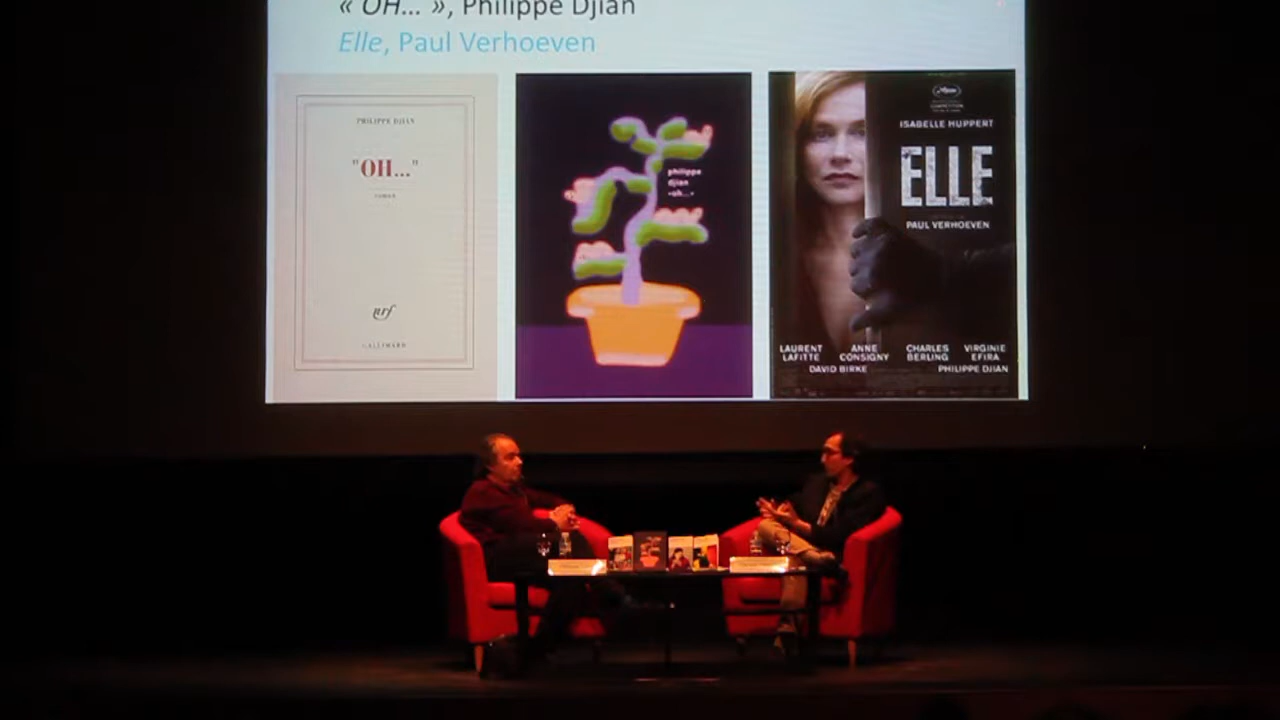 « OH... », Philippe Djian
Elle, Paul Verhoeven
PHILIPPE DJIAN
"OH..."
roman
nrf
GALLIMARD
philippe
djian
«oh...»
COMPETITION
ISABELLE HUPPERT
ELLE
PAUL VERHOEVEN
LAURENT LAFITTE
ANNE CONSIGNY
CHARLES BERLING
VIRGINIE EFIRA
DAVID BIRKE
PHILIPPE DJIAN